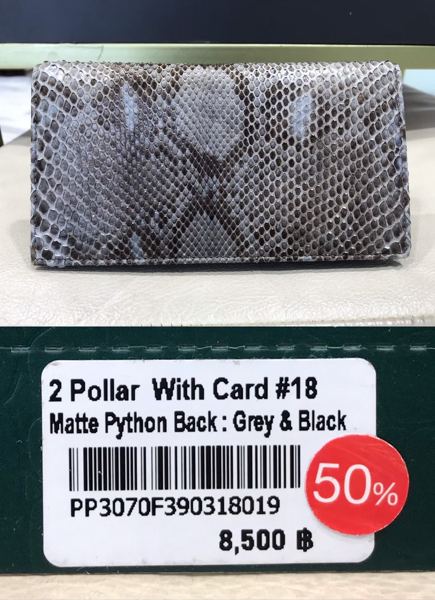 2 Pollar With Card #18
Matte Python Back : Grey & Black
PP3070F390318019
50%
8,500 ฿